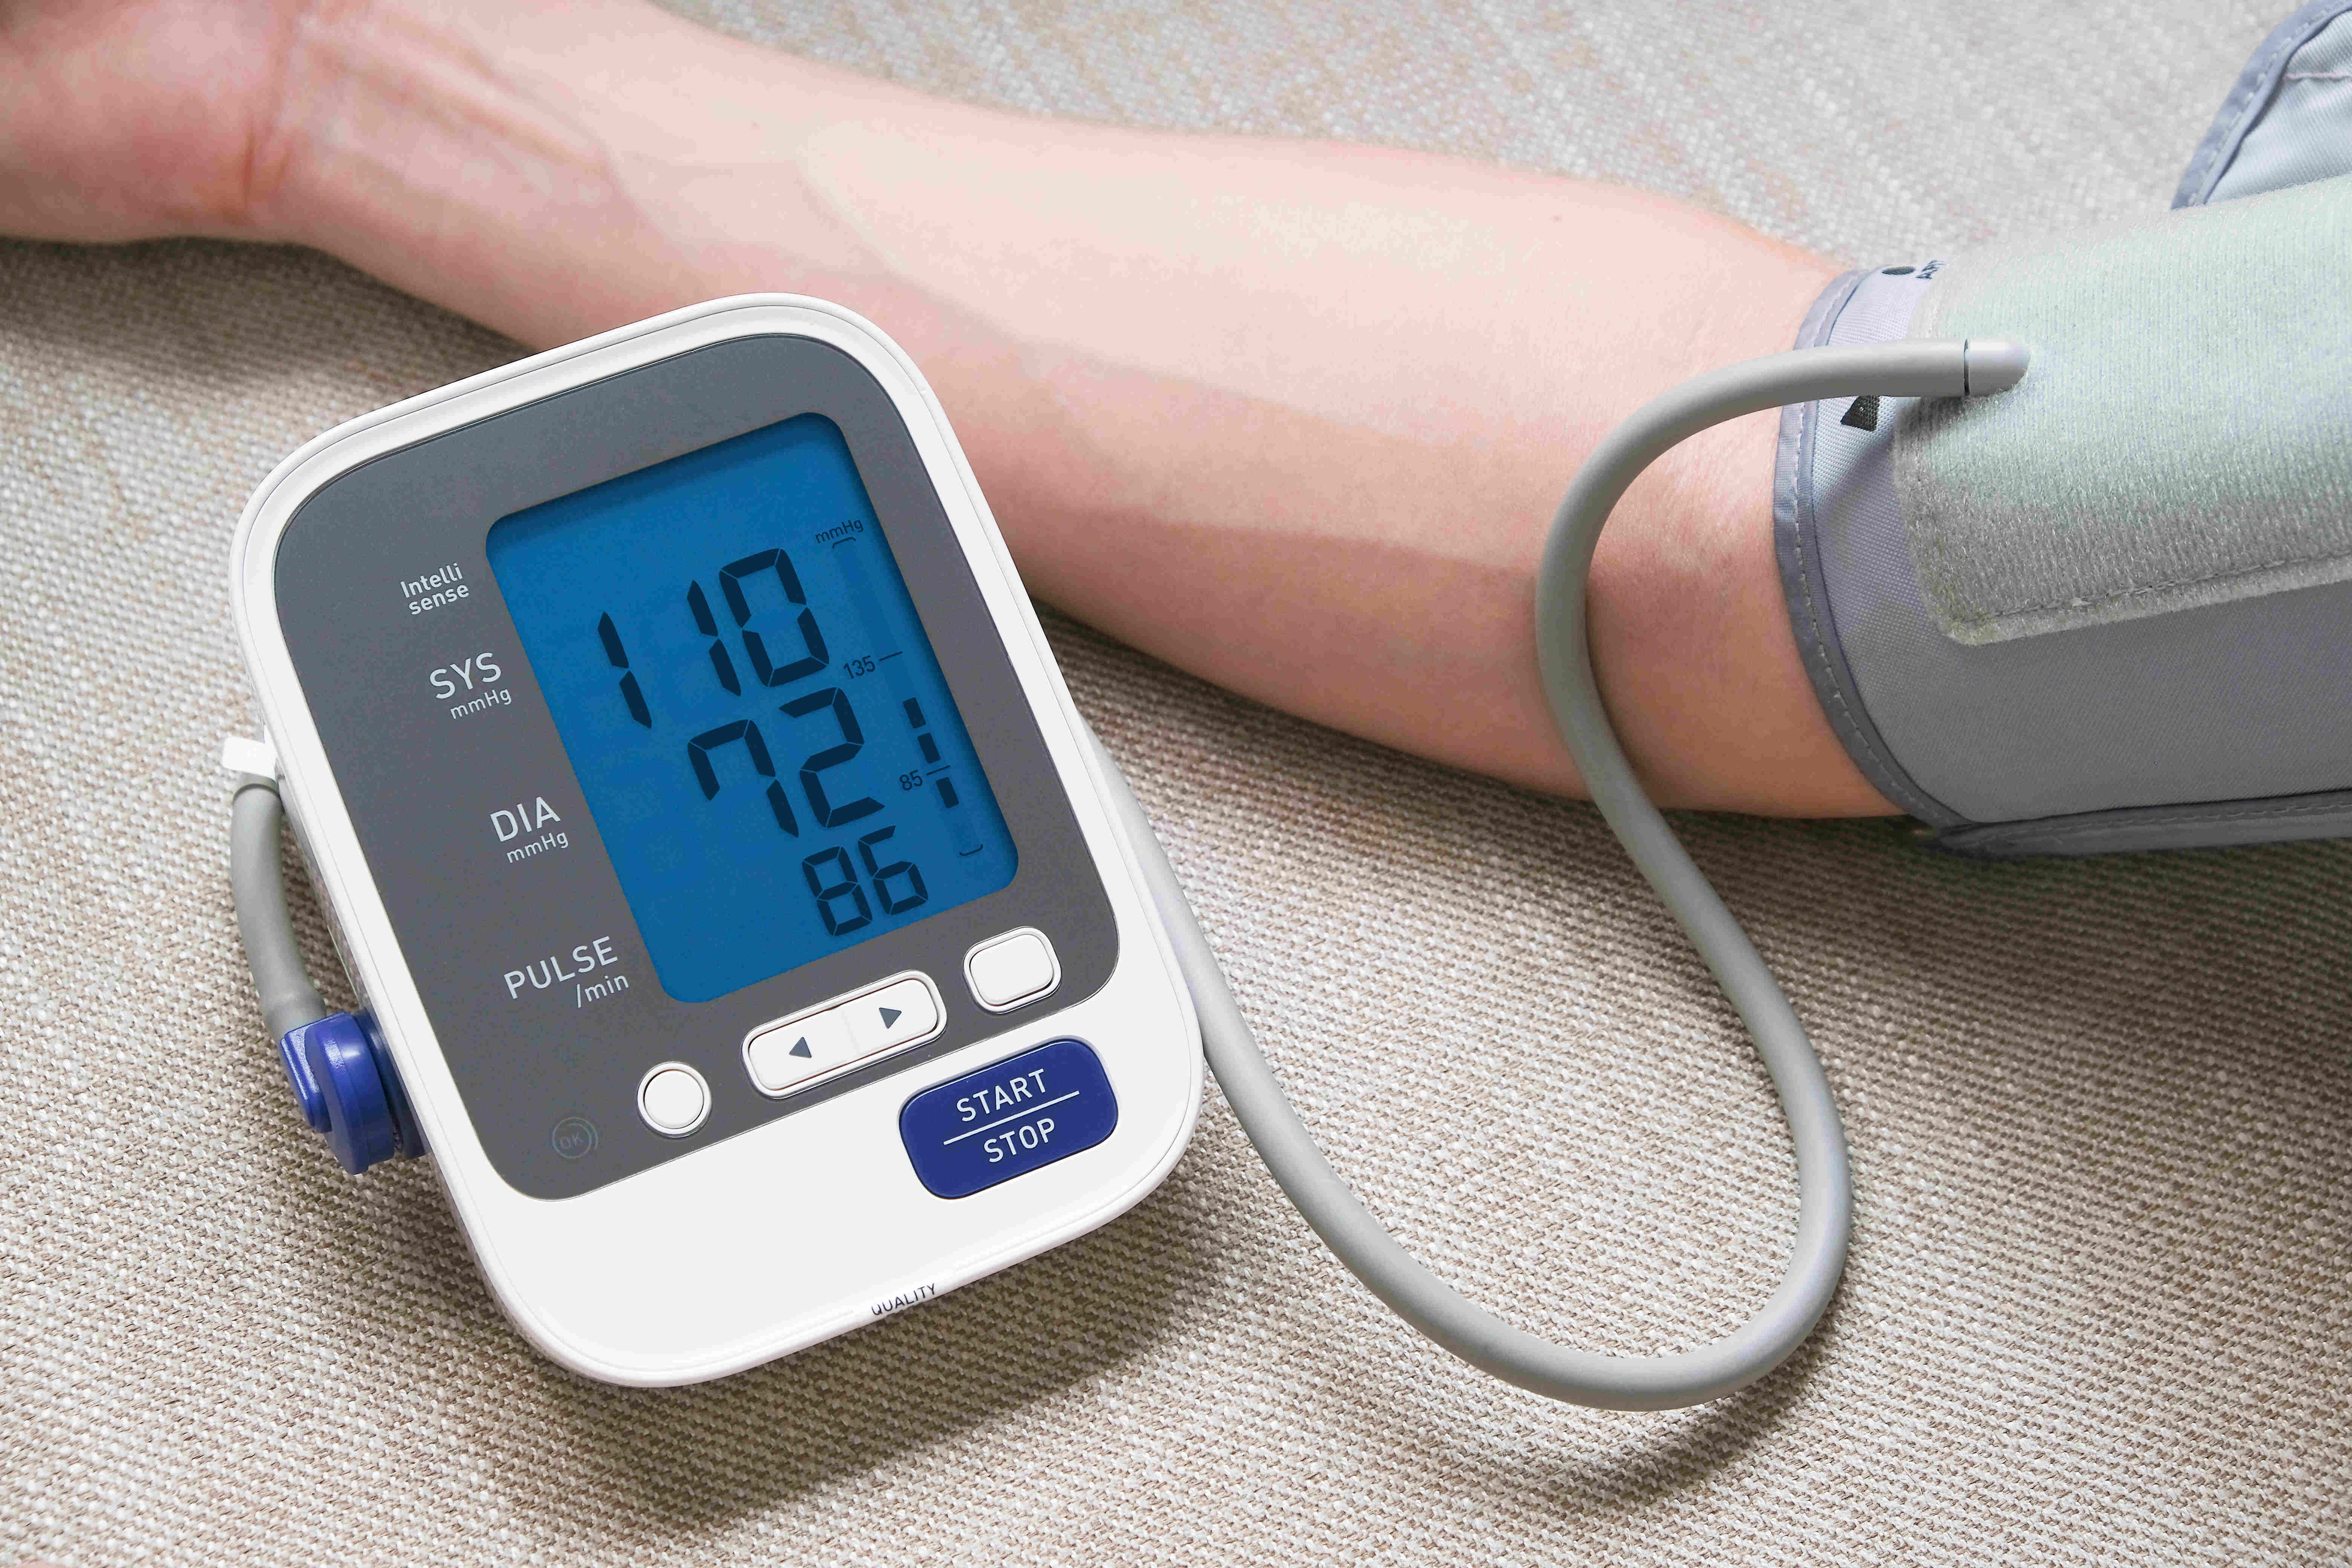 Intelli
sense
SYS
mmHg
DIA
mmHg
PULSE
/min
mmHg
110
135
72
85
86
OK
START
STOP
QUALITY